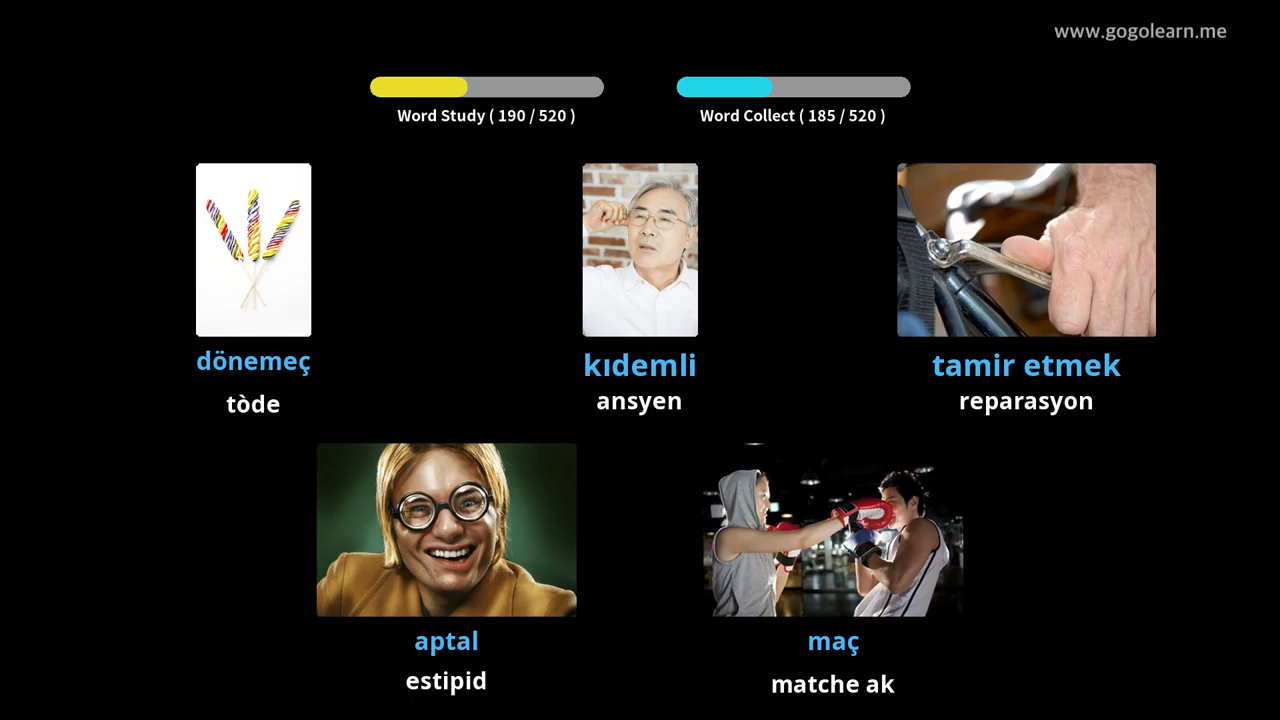 www.gogolearn.me
Word Study ( 190 / 520 )
Word Collect ( 185 / 520 )
dönemeç
tòde
kıdemli
ansyen
tamir etmek
reparasyon
aptal
estipid
maç
matche ak